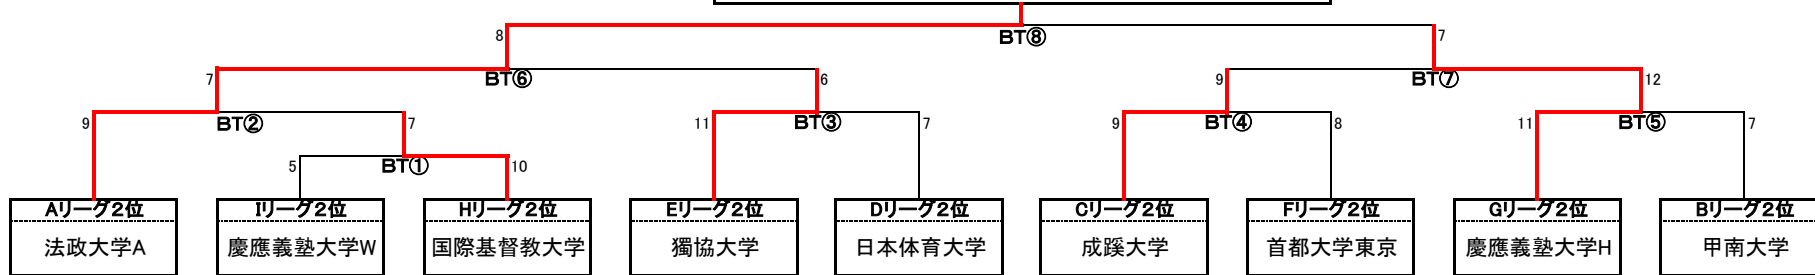 BT⑧
8
7
BT⑥
BT⑦
7
6
9
12
BT②
BT③
BT④
BT⑤
9
7
11
7
9
8
11
7
BT①
5
10
Aリーグ2位
Iリーグ2位
Hリーグ2位
Eリーグ2位
Dリーグ2位
Cリーグ2位
Fリーグ2位
Gリーグ2位
Bリーグ2位
法政大学A
慶應義塾大学W
国際基督教大学
獨協大学
日本体育大学
成蹊大学
首都大学東京
慶應義塾大学H
甲南大学